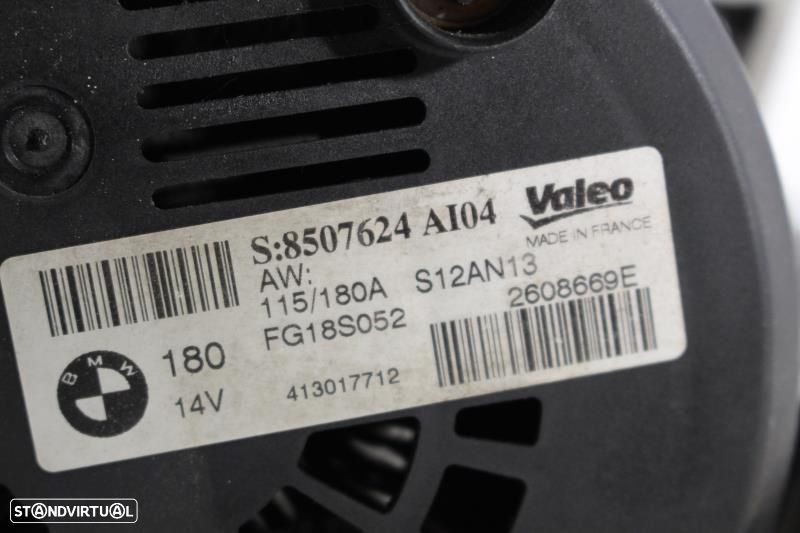 S:8507624 AI04
Valeo
MADE IN FRANCE
AW:
115/180A S12AN13
2608669E
FG18S052
BMW
180
14V
413017712
STANDVIRTUAL